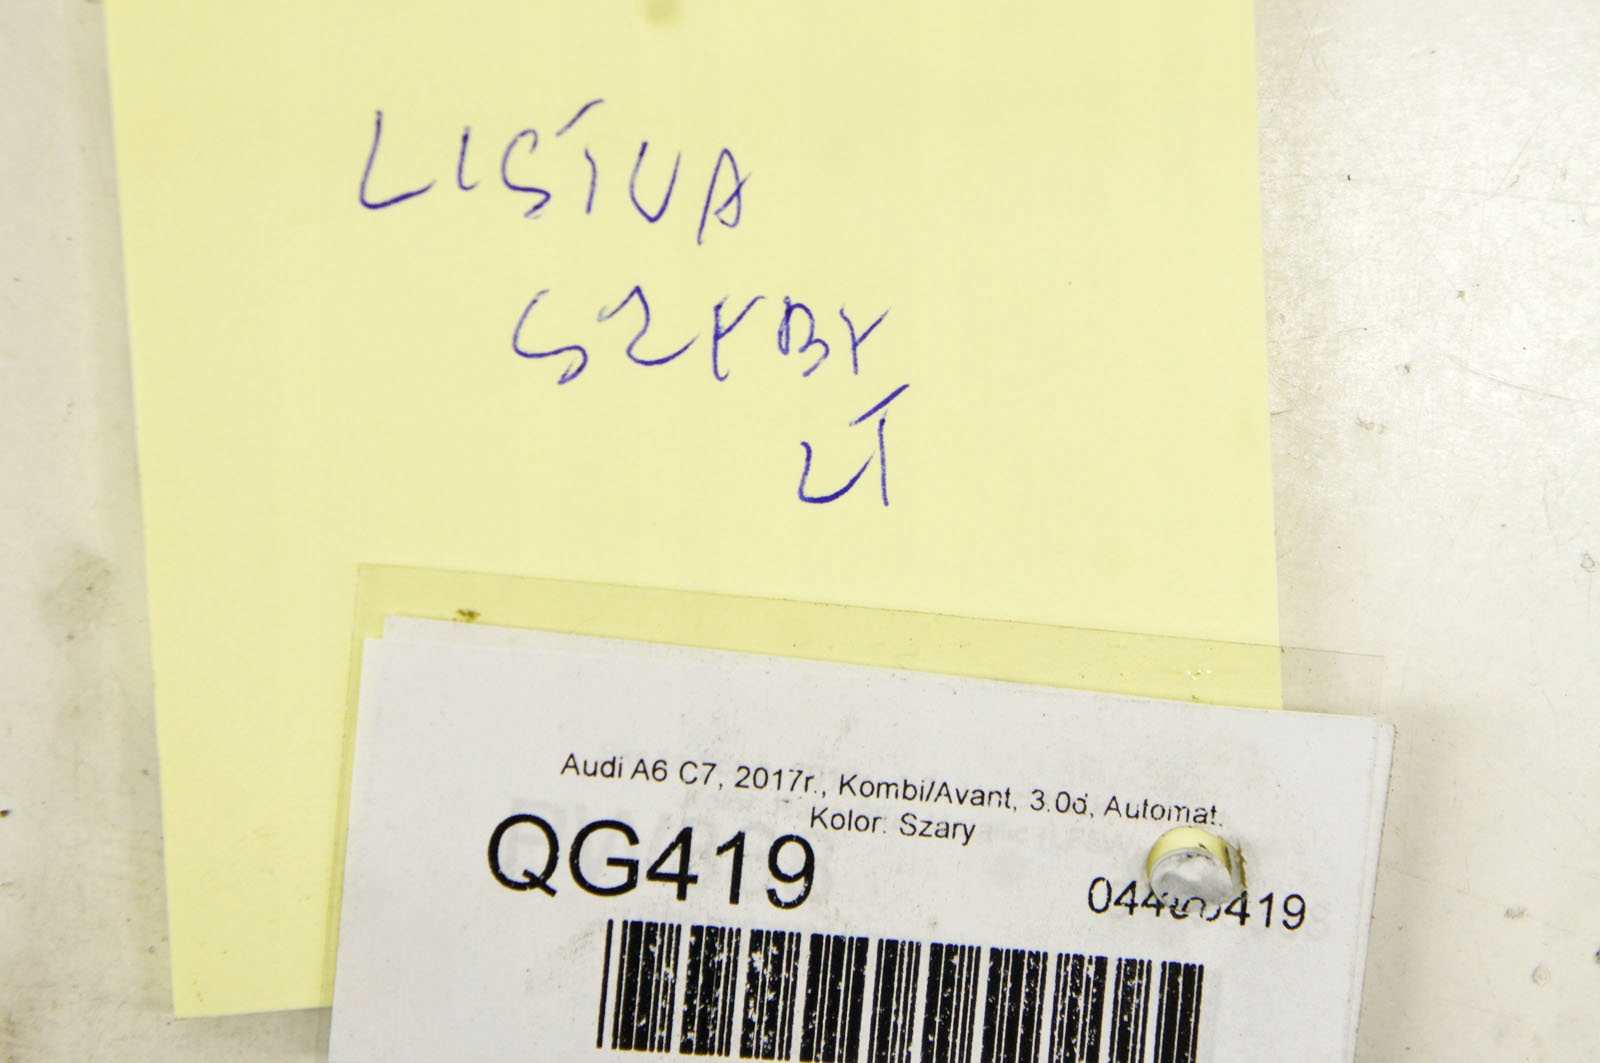 LISTWA
SZYBY
LT
Audi A6 C7, 2017r., Kombi/Avant, 3.0d, Automat.
Kolor: Szary
QG419